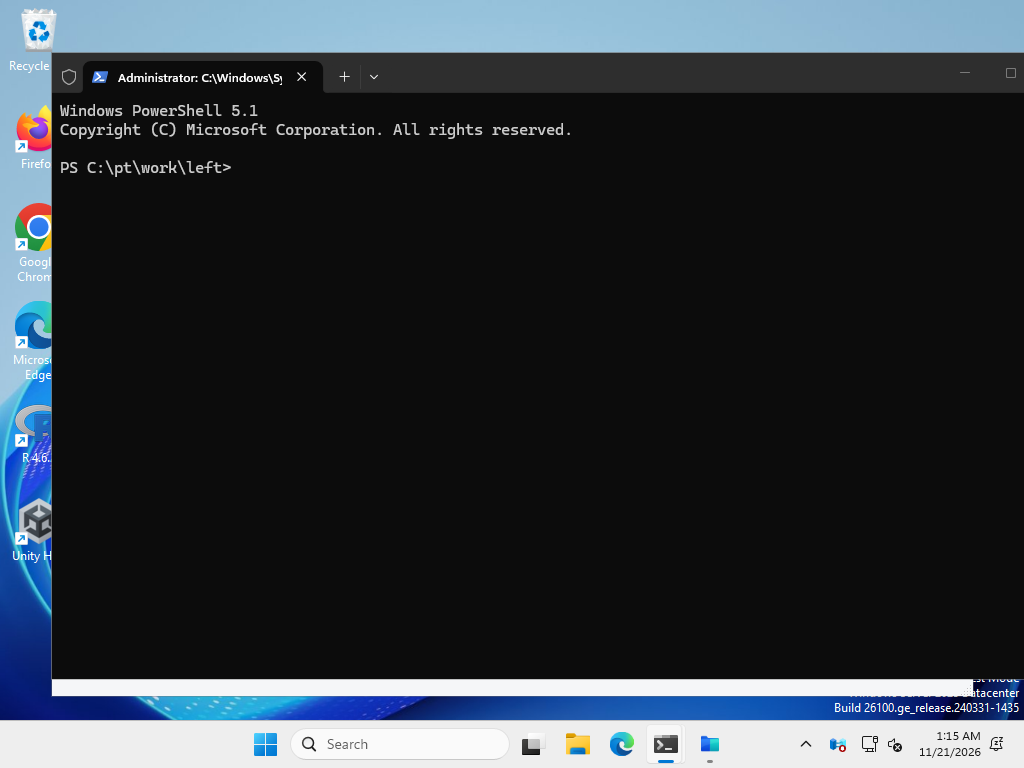 Recycle
Administrator: C:\Windows\Sy
Windows PowerShell 5.1
Copyright (C) Microsoft Corporation. All rights reserved.
PS C:\pt\work\left>
Firefo
Googl
Chrom
Micros
Edge
R 4.6.
Unity H
Mode
Datacenter
Build 26100.ge_release.240331-1435
Search
1:15 AM
11/21/2026